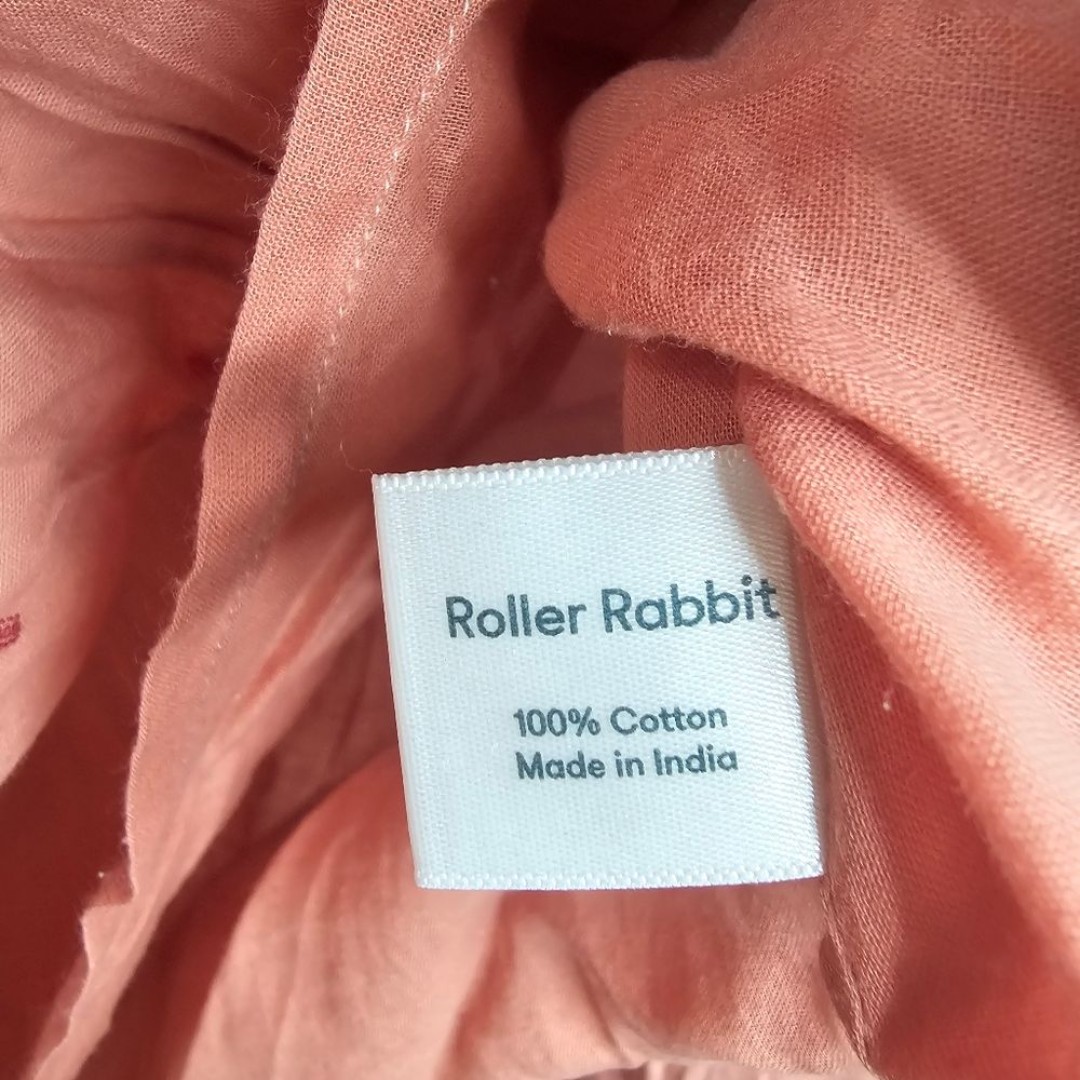 Roller Rabbit
100% Cotton
Made in India